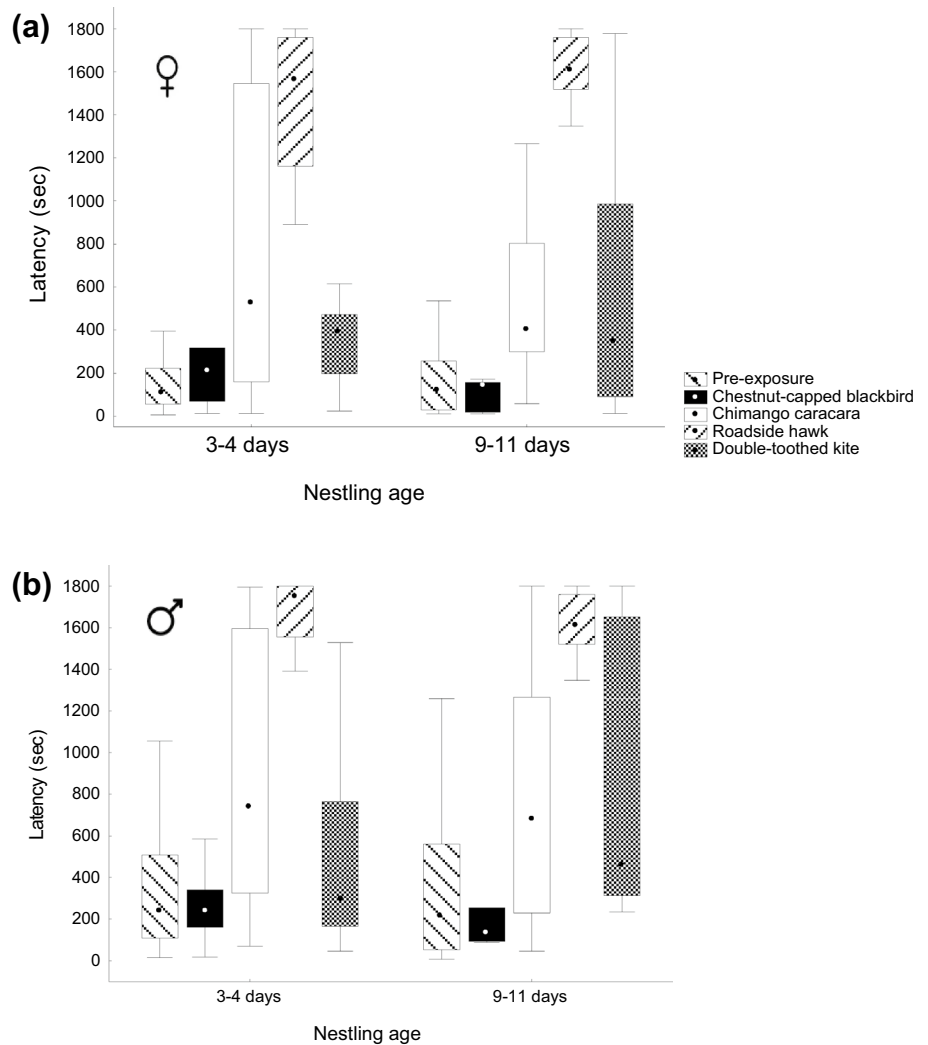 (a)
♀
1800
1600
1400
1200
1000
800
600
400
200
0
Latency (sec)
3-4 days
9-11 days
Nestling age
Pre-exposure
Chestnut-capped blackbird
Chimango caracara
Roadside hawk
Double-toothed kite
(b)
♂
1800
1600
1400
1200
1000
800
600
400
200
0
Latency (sec)
3-4 days
9-11 days
Nestling age